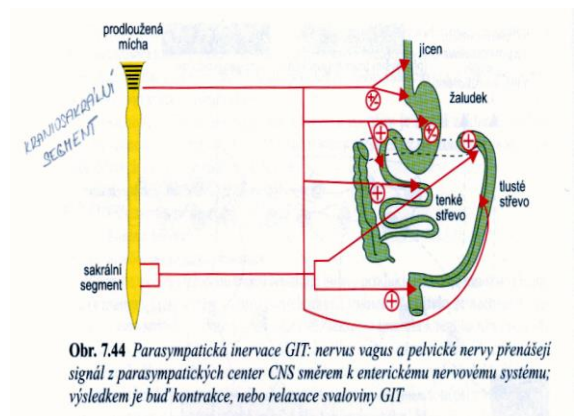 prodloužená
mícha
KRANIOSAKRÁLNÍ
SEGMENT
jícen
žaludek
+/-
+
+/-
+
+
tenké
střevo
tlusté
střevo
sakrální
segment
+
Obr. 7.44 Parasympatická inervace GIT: nervus vagus a pelvické nervy přenášejí
signál z parasympatických center CNS směrem k enterickému nervovému systému;
výsledkem je buď kontrakce, nebo relaxace svaloviny GIT